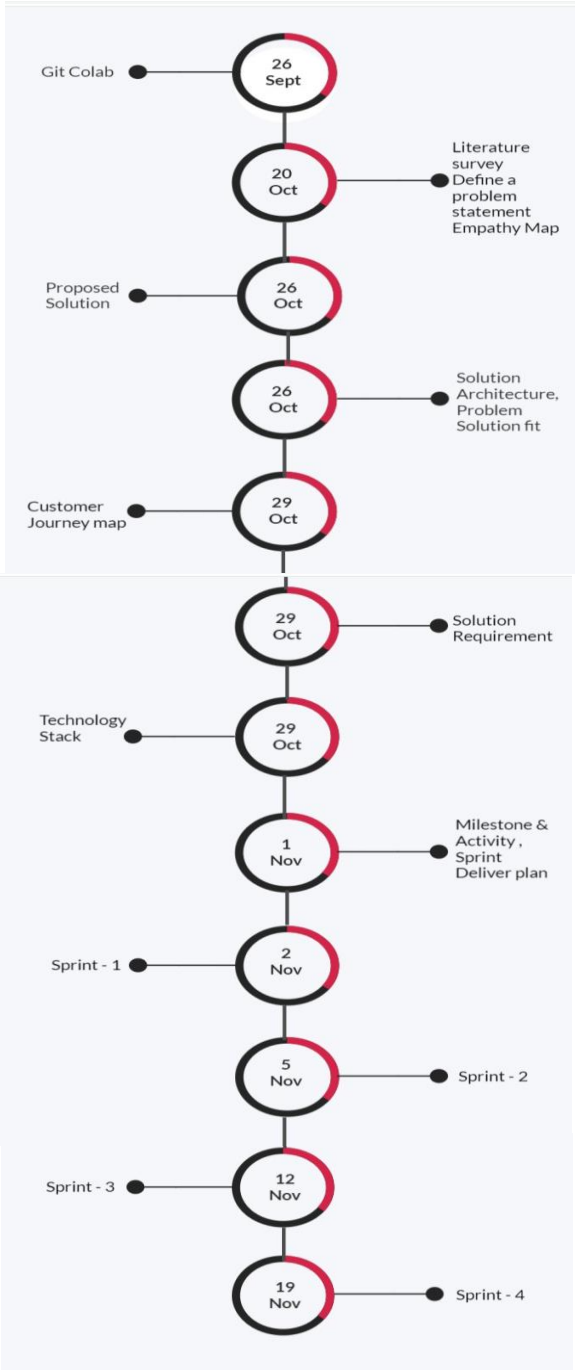 Git Colab
26
Sept
20
Oct
Literature
survey
Define a
problem
statement
Empathy Map
Proposed
Solution
26
Oct
26
Oct
Solution
Architecture,
Problem
Solution fit
Customer
Journey map
29
Oct
29
Oct
Solution
Requirement
Technology
Stack
29
Oct
1
Nov
Milestone &
Activity ,
Sprint
Deliver plan
Sprint - 1
2
Nov
5
Nov
Sprint - 2
Sprint - 3
12
Nov
19
Nov
Sprint - 4